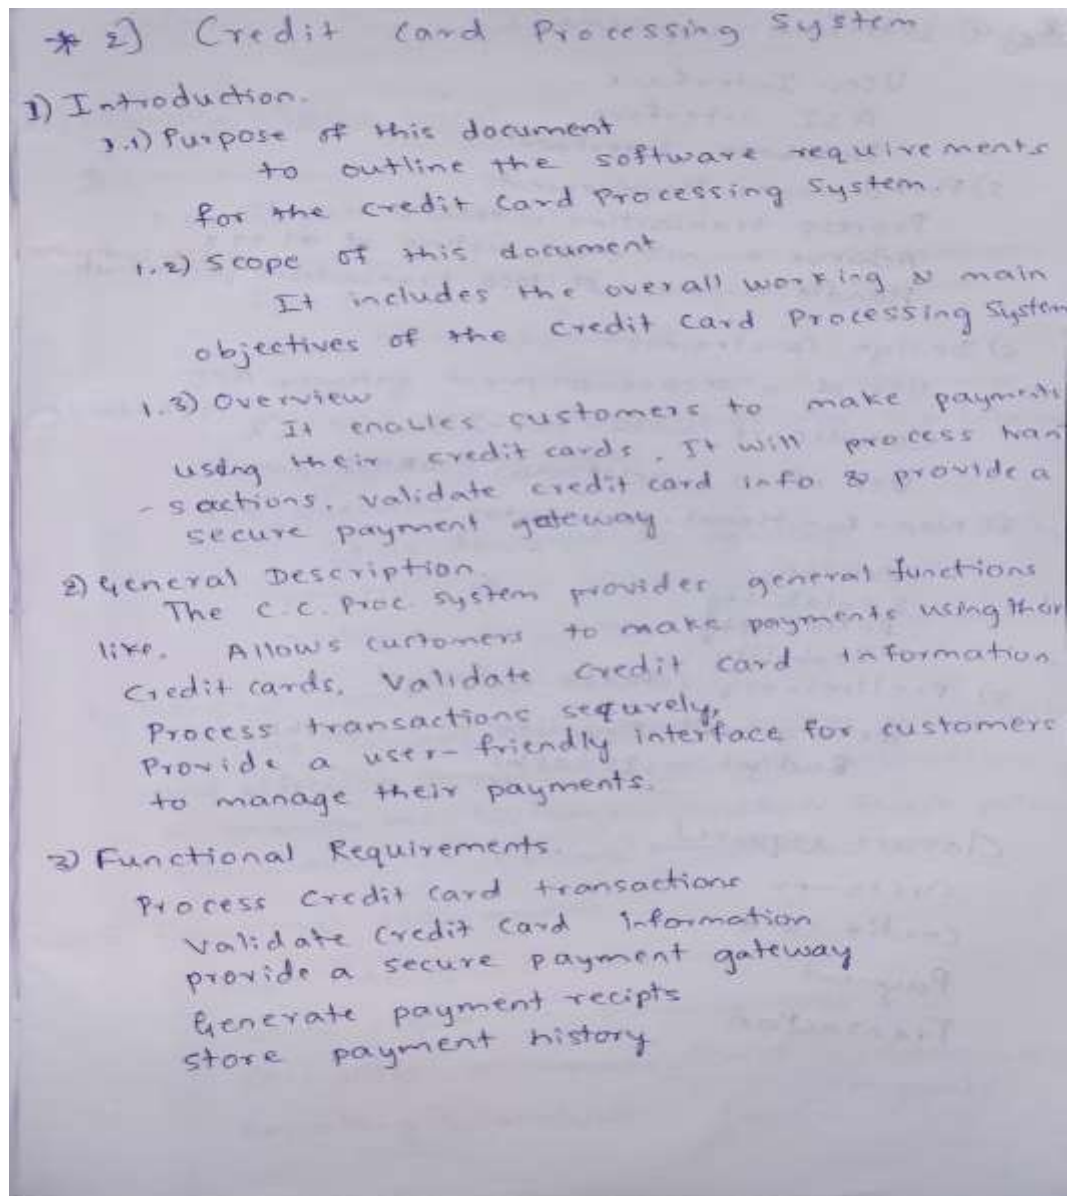 * 2) Credit Card Processing System
1) Introduction.
1.1) Purpose of this document
to outline the software requirements
for the credit Card Processing System.
1.2) Scope of this document
It includes the overall working & main
objectives of the Credit Card Processing System
1.3) Overview
It enables customers to make payments
using their credit cards. It will process tran
- sactions, validate credit card info & provide a
secure payment gateway
2) General Description.
The C.C. Proc. System provides general functions
like. Allows customers to make payments using their
Credit cards, Validate Credit Card Information
Process transactions sequrely,
Provide a user-friendly interface for customers
to manage their payments.
3) Functional Requirements.
Process Credit Card transactions
Validate Credit Card Information
provide a secure payment gateway
Generate payment recipts
store payment history